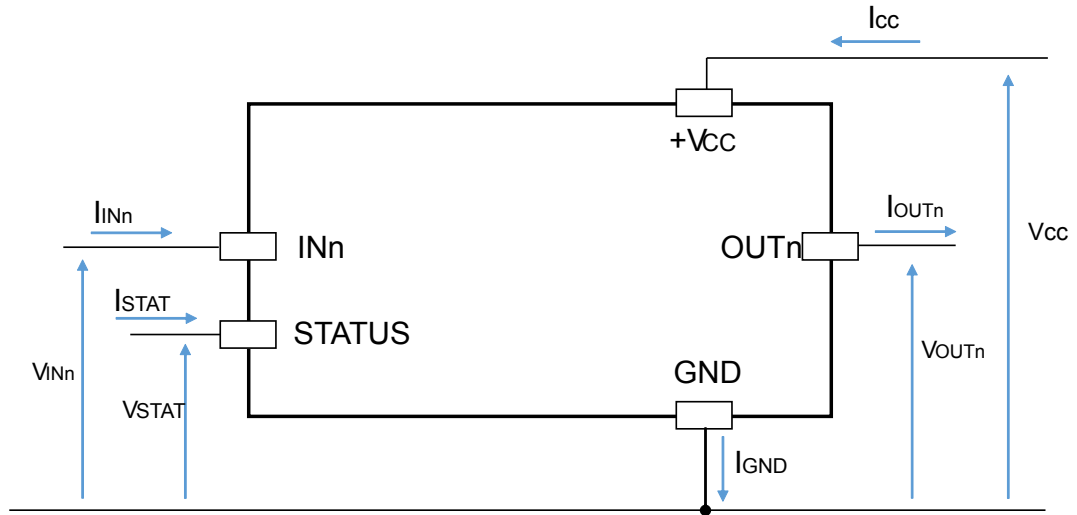 Icc
+VCC
IINn
INn
OUTn
IOUTn
Vcc
ISTAT
STATUS
VINn
VSTAT
GND
VOUTn
IGND